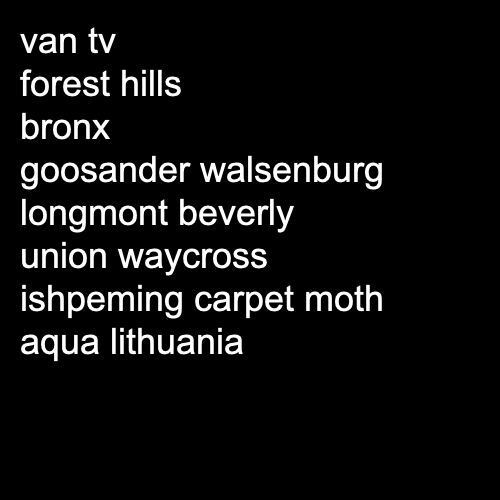 van tv
forest hills
bronx
goosander walsenburg
longmont beverly
union waycross
ishpeming carpet moth
aqua lithuania